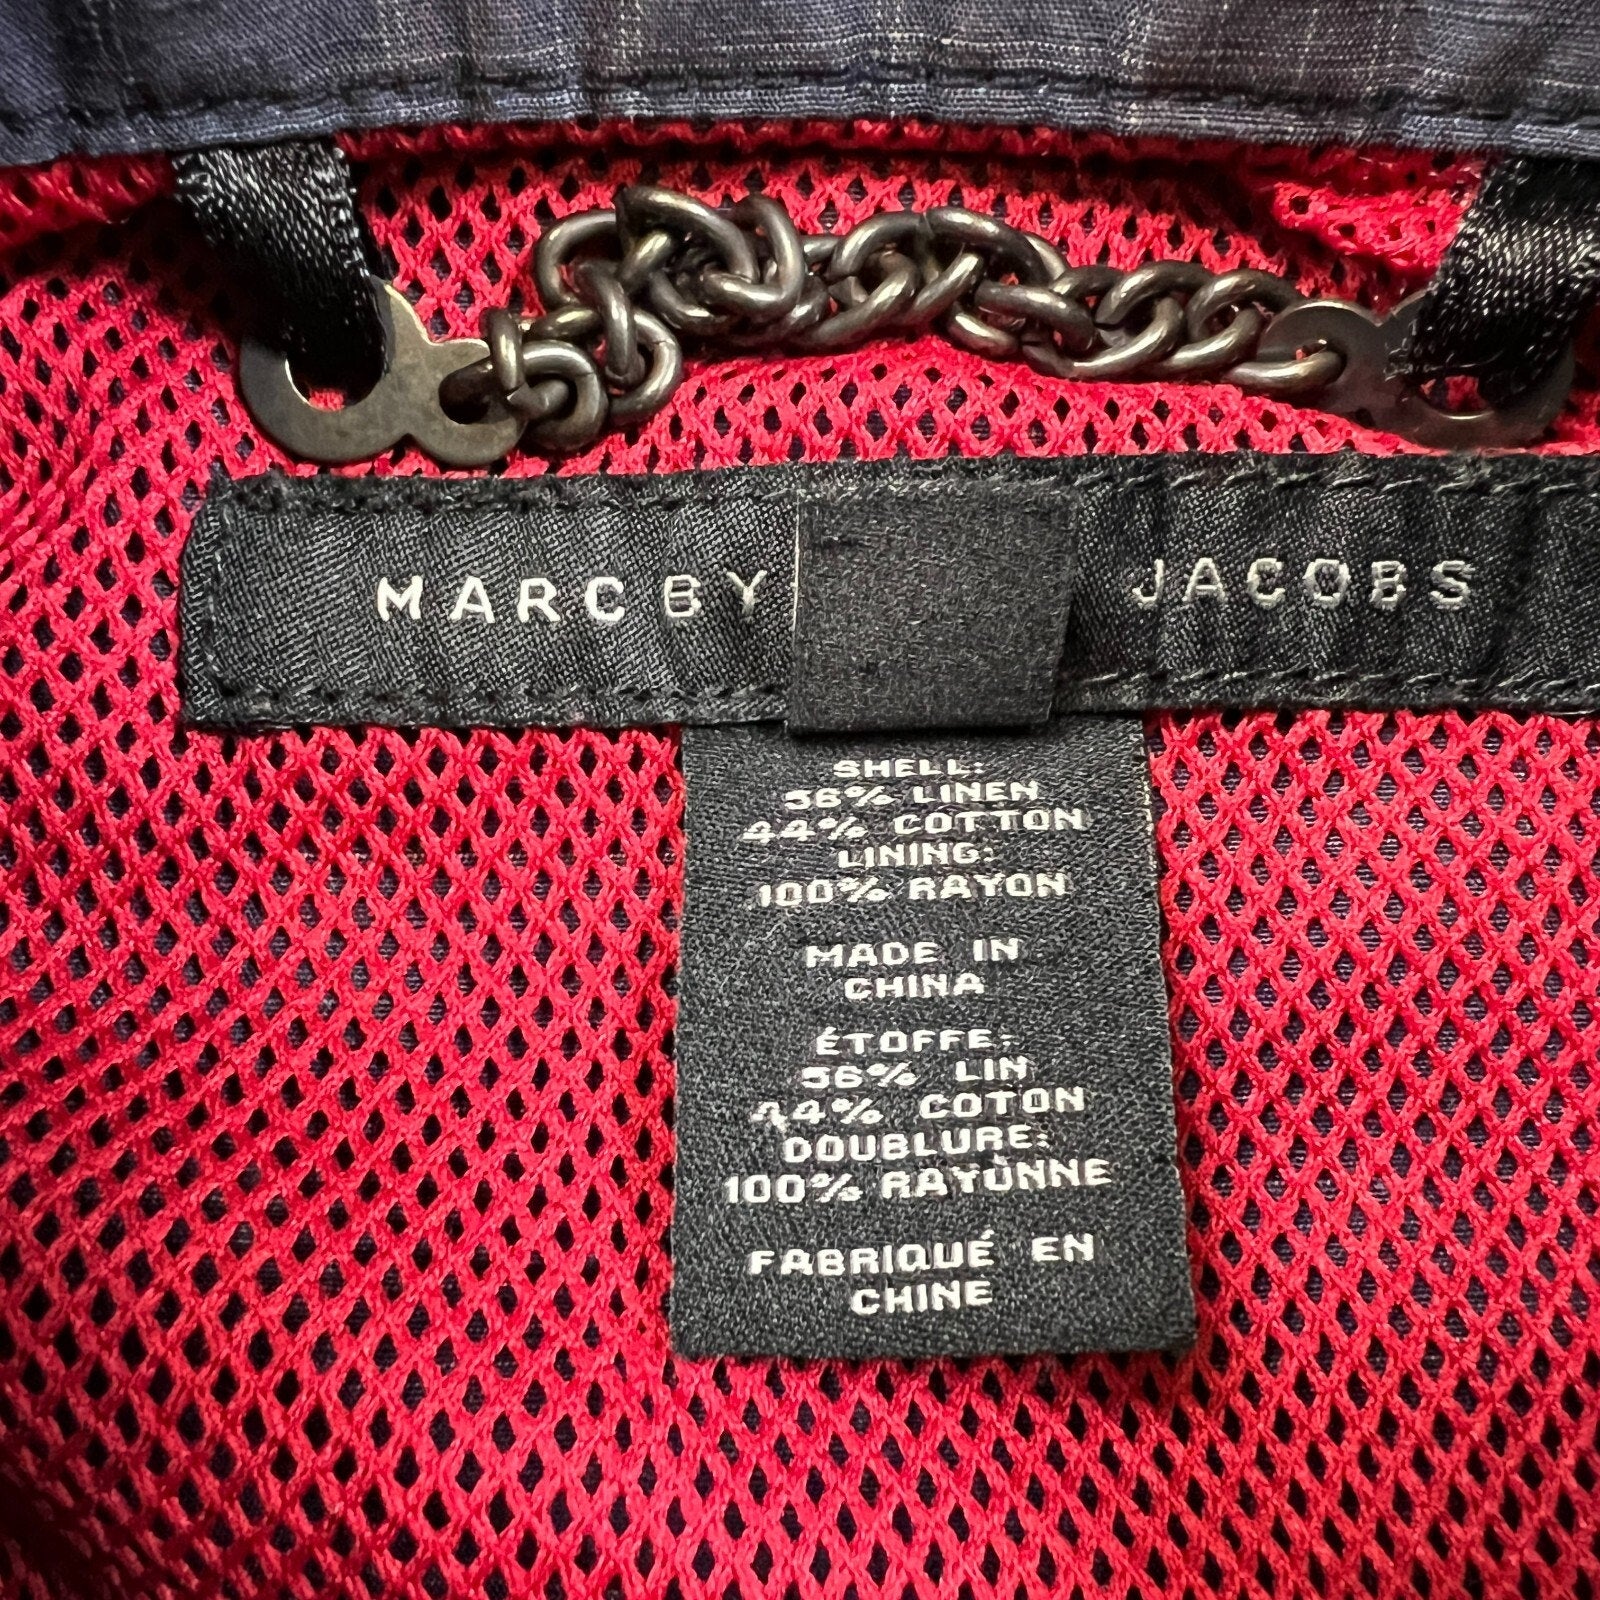 MARC BY JACOBS
SHELL:
56% LINEN
44% COTTON
LINING:
100% RAYON
MADE IN
CHINA
ÉTOFFE:
56% LIN
44% COTON
DOUBLURE:
100% RAYONNE
FABRIQUÉ EN
CHINE